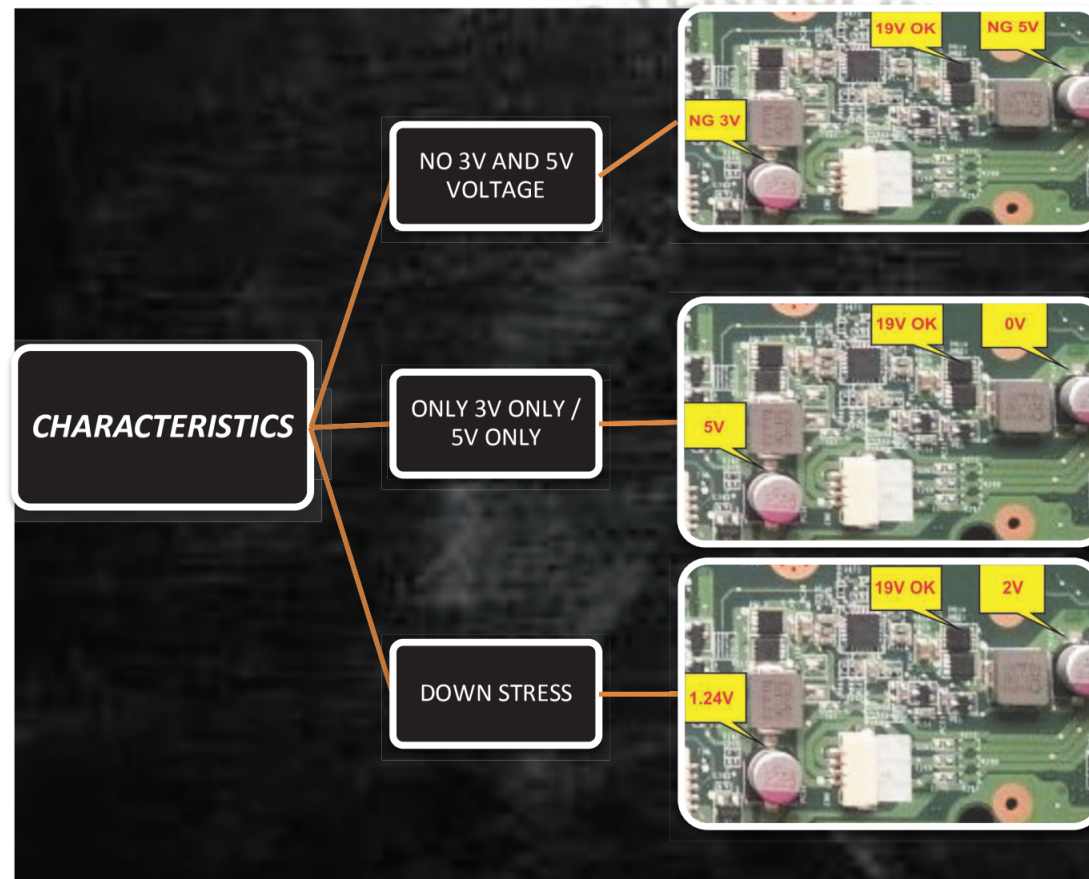 CHARACTERISTICS
NO 3V AND 5V
VOLTAGE
19V OK
NG 5V
NG 3V
ONLY 3V ONLY /
5V ONLY
19V OK
0V
5V
DOWN STRESS
19V OK
2V
1.24V